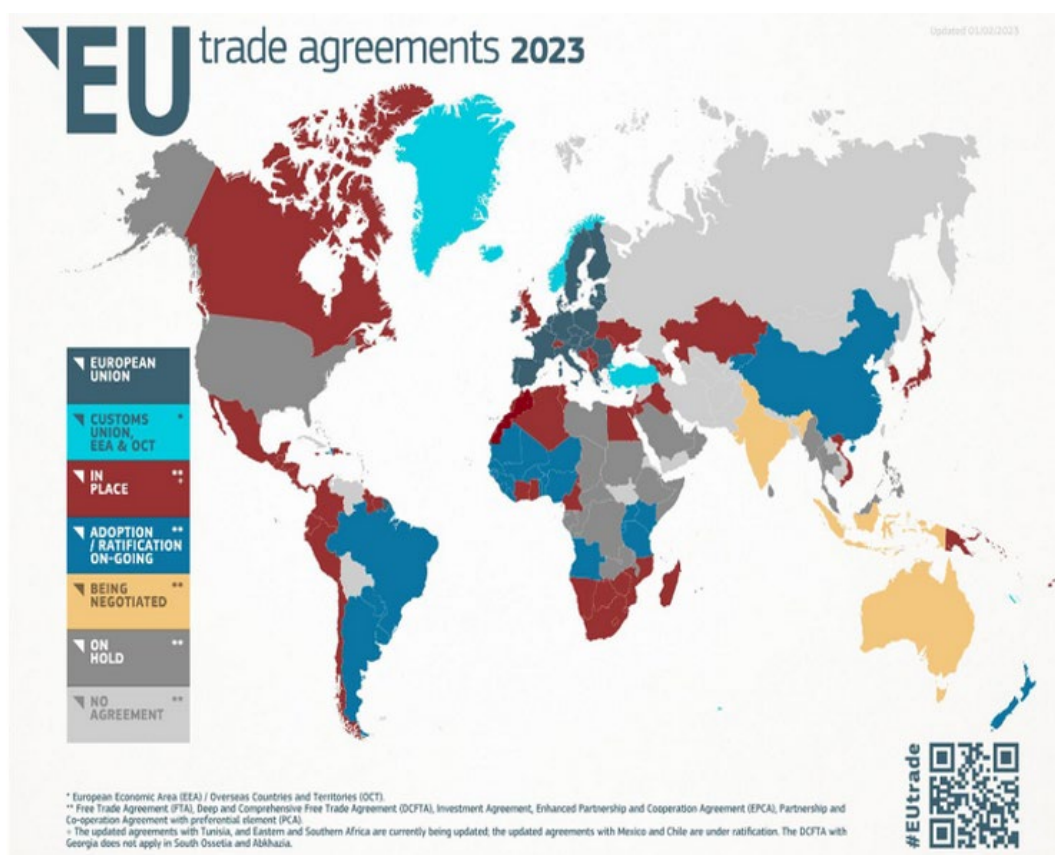 EU trade agreements 2023
Updated 01/02/2023
EUROPEAN
UNION
CUSTOMS *
UNION,
EEA & OCT
IN **
PLACE +
ADOPTION **
/ RATIFICATION
ON-GOING
BEING **
NEGOTIATED
ON **
HOLD
NO **
AGREEMENT
#EUtrade
* European Economic Area (EEA) / Overseas Countries and Territories (OCT).
** Free Trade Agreement (FTA), Deep and Comprehensive Free Trade Agreement (DCFTA), Investment Agreement, Enhanced Partnership and Cooperation Agreement (EPCA), Partnership and
Co-operation Agreement with preferential element (PCA).
+ The updated agreements with Tunisia, and Eastern and Southern Africa are currently being updated; the updated agreements with Mexico and Chile are under ratification. The DCFTA with
Georgia does not apply in South Ossetia and Abkhazia.